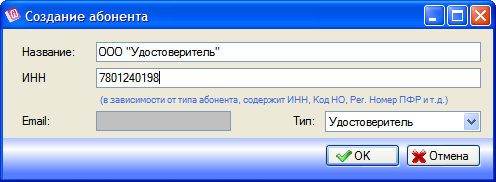 Создание абонента
Название: ООО "Удостоверитель"
ИНН 7801240198
(в зависимости от типа абонента, содержит ИНН, Код НО, Рег. Номер ПФР и т.д.)
Email: Тип: Удостоверитель
OK Отмена